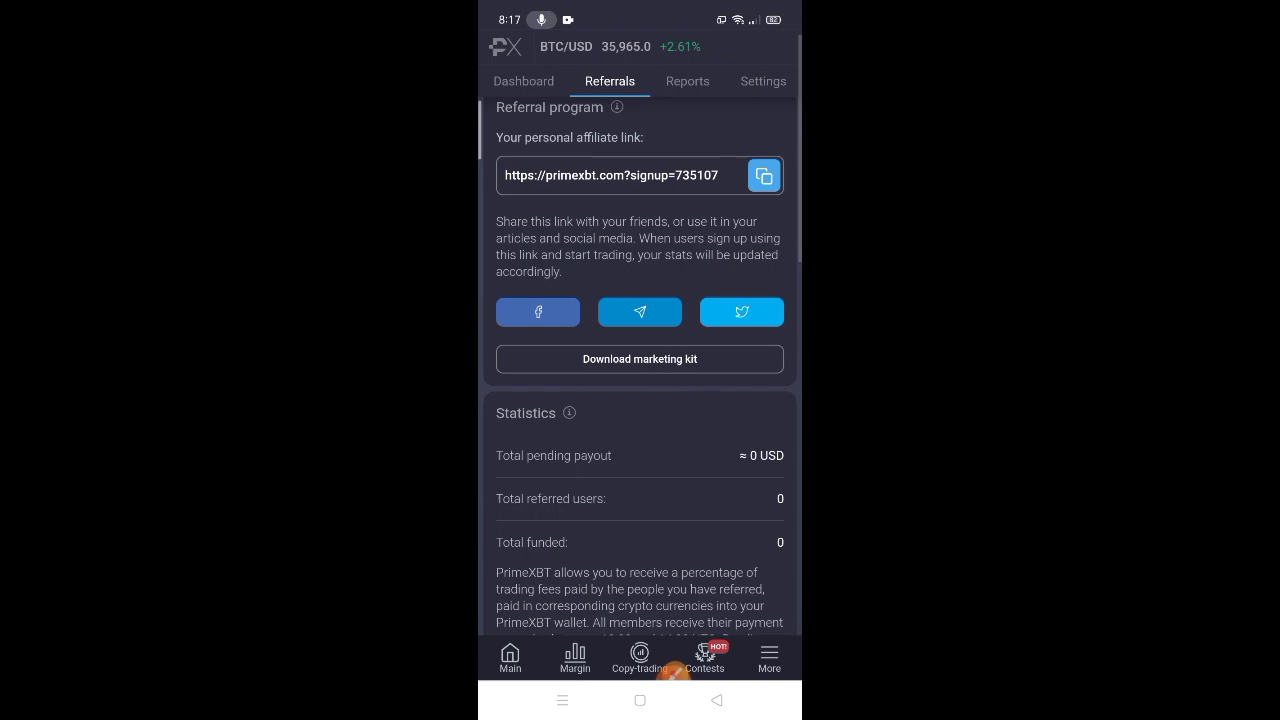 8:17
82
PX
BTC/USD 35,965.0 +2.61%
Dashboard Referrals Reports Settings
Referral program
Your personal affiliate link:
https://primexbt.com?signup=735107
Share this link with your friends, or use it in your
articles and social media. When users sign up using
this link and start trading, your stats will be updated
accordingly.
Download marketing kit
Statistics
Total pending payout ≈ 0 USD
Total referred users: 0
Total funded: 0
PrimeXBT allows you to receive a percentage of
trading fees paid by the people you have referred,
paid in corresponding crypto currencies into your
PrimeXBT wallet. All members receive their payment
HOT!
Main Margin Copy-trading Contests More